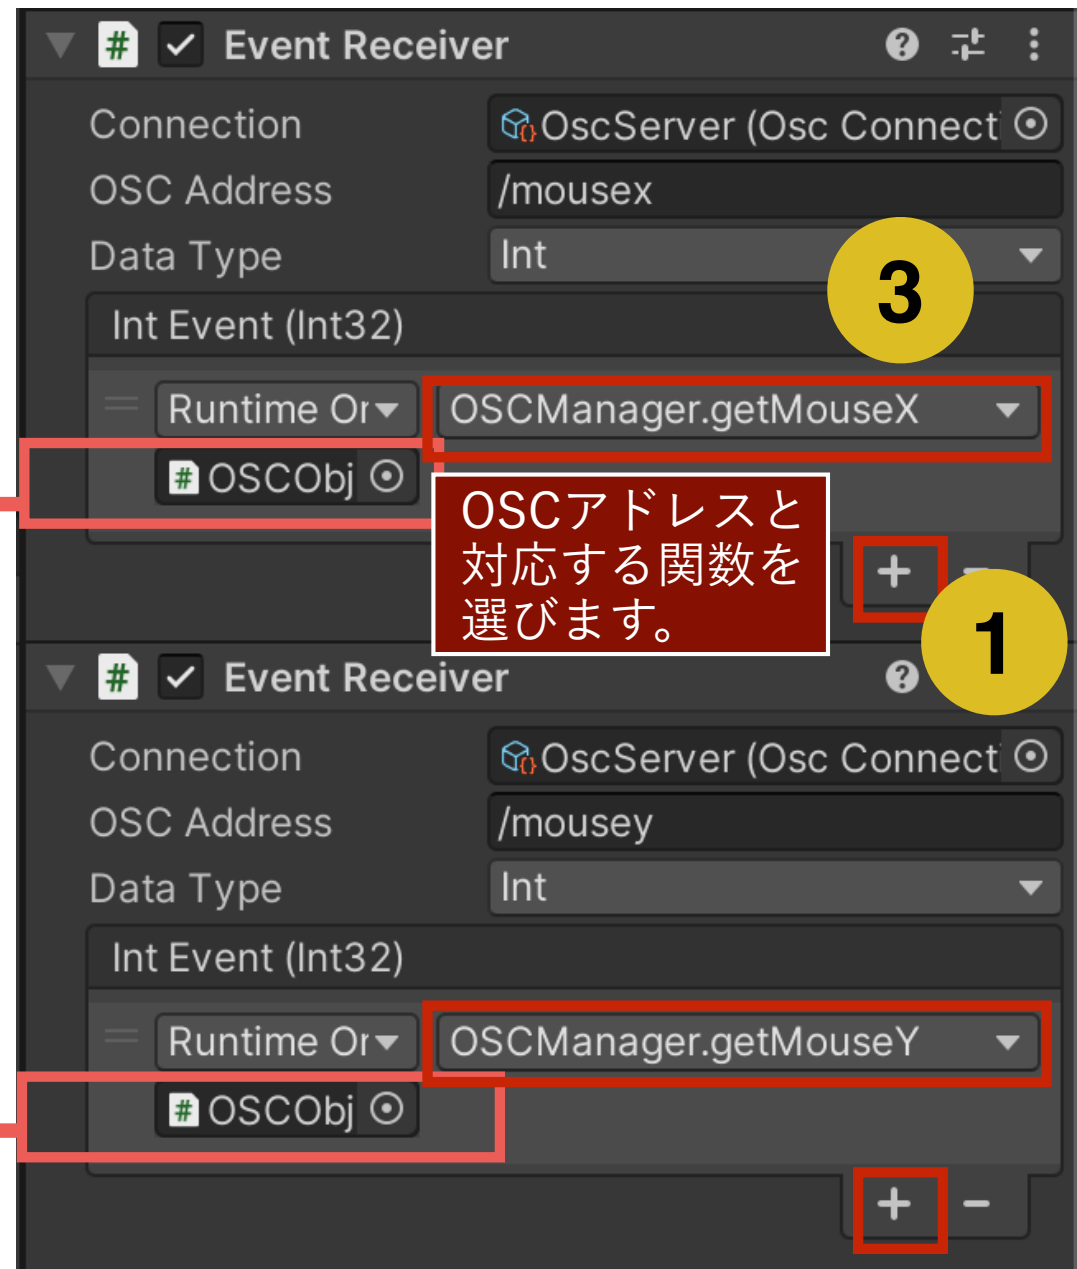 Event Receiver
Connection
OscServer (Osc Connecti
OSC Address
/mousex
Data Type
Int
3
Int Event (Int32)
Runtime Or
OSCManager.getMouseX
OSCObj
OSCアドレスと
対応する関数を
選びます。
1
Event Receiver
Connection
OscServer (Osc Connecti
OSC Address
/mousey
Data Type
Int
Int Event (Int32)
Runtime Or
OSCManager.getMouseY
OSCObj